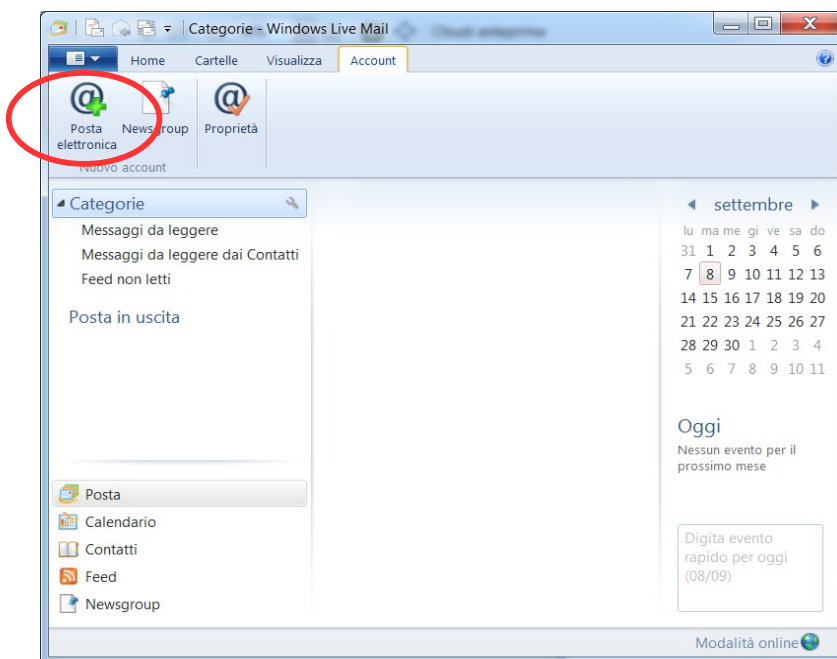 Categorie - Windows Live Mail
Chiudi anteprima
Home Cartelle Visualizza Account
Posta elettronica
Newsgroup
Proprietà
Nuovo account
Categorie
Messaggi da leggere
Messaggi da leggere dai Contatti
Feed non letti
Posta in uscita
Posta
Calendario
Contatti
Feed
Newsgroup
settembre
lu ma me gi ve sa do
31 1 2 3 4 5 6
7 8 9 10 11 12 13
14 15 16 17 18 19 20
21 22 23 24 25 26 27
28 29 30 1 2 3 4
5 6 7 8 9 10 11
Oggi
Nessun evento per il
prossimo mese
Digita evento
rapido per oggi
(08/09)
Modalità online